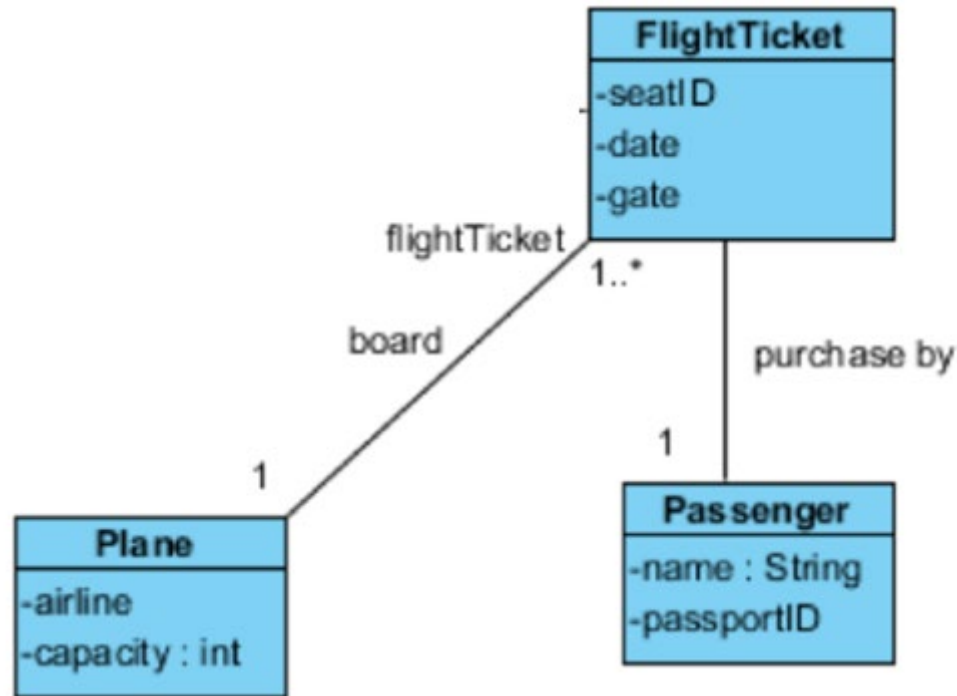 FlightTicket
-seatID
-date
-gate
flightTicket
1..*
board
purchase by
1
1
Plane
-airline
-capacity : int
Passenger
-name : String
-passportID